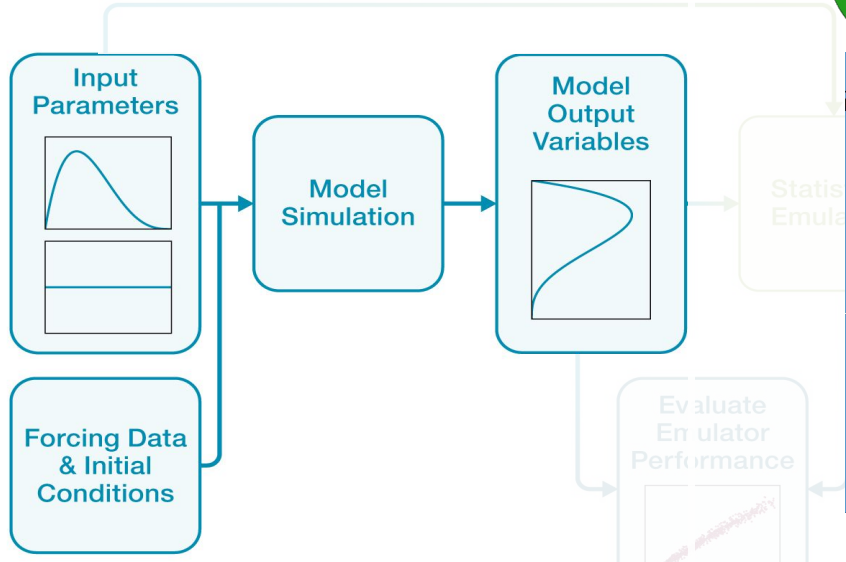 Input
Parameters
Model
Simulation
Model
Output
Variables
Forcing Data
& Initial
Conditions
Evaluate
Emulator
Performance